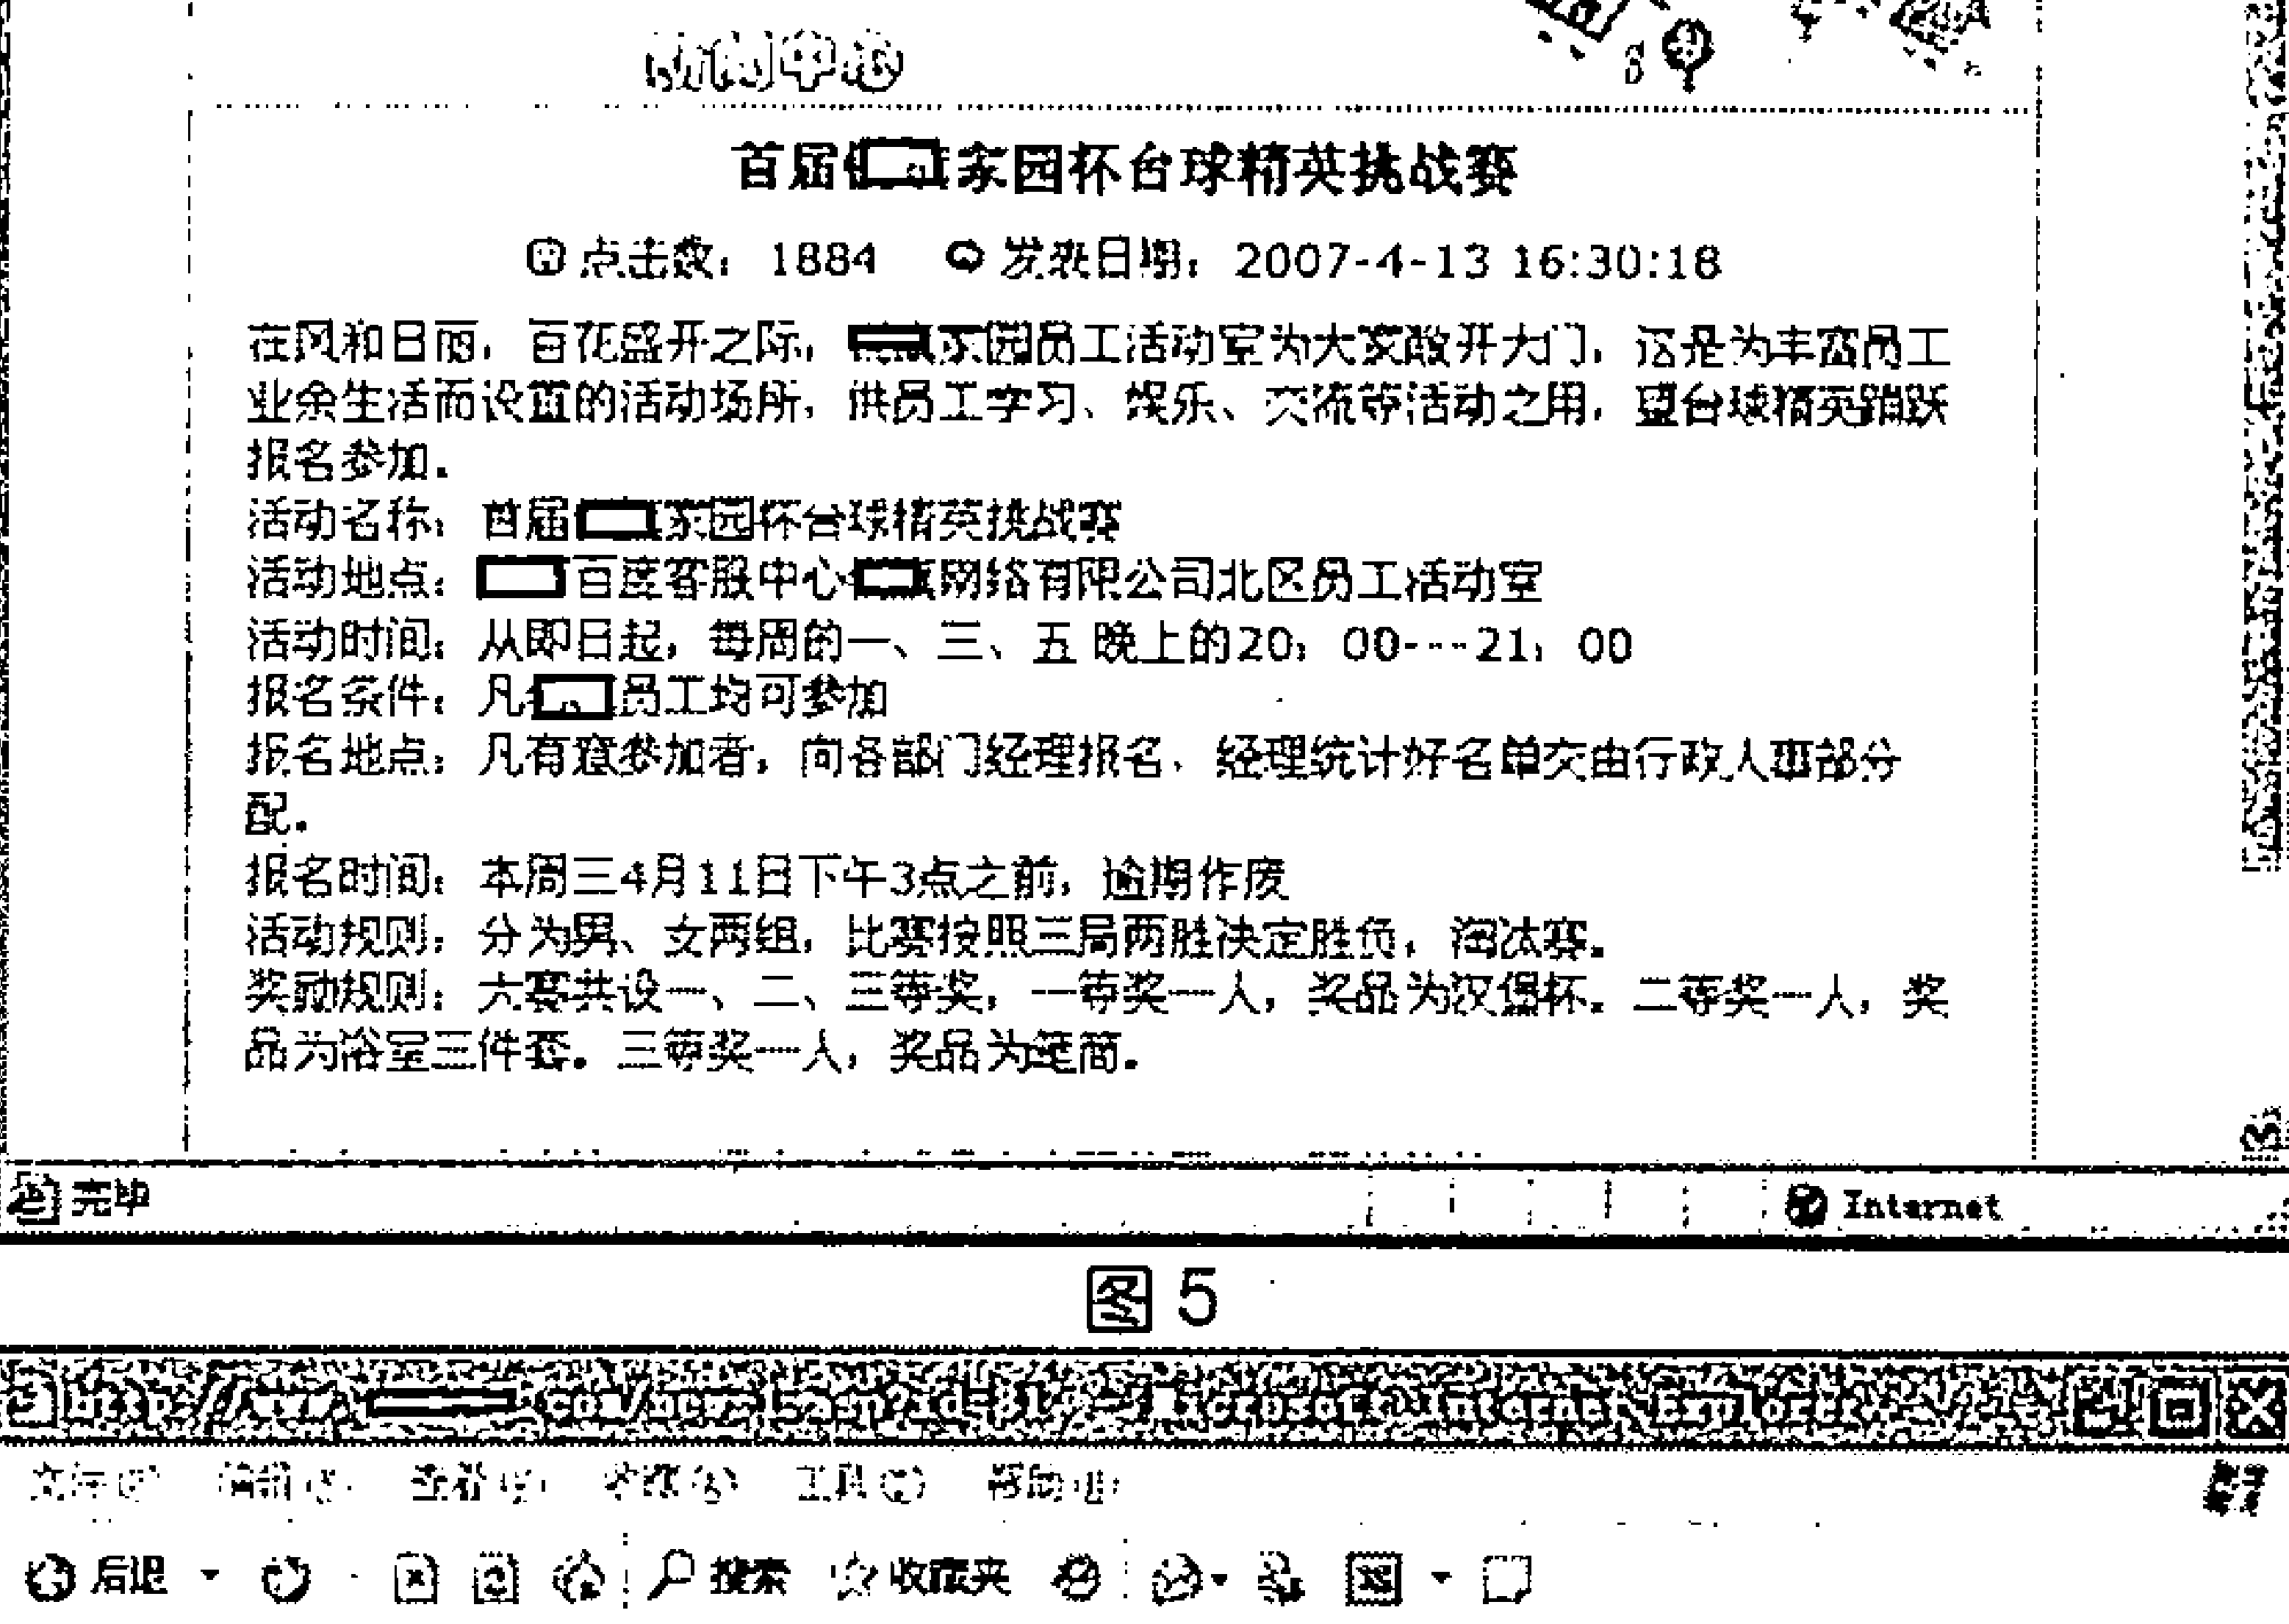 新闻中心
首届家园杯台球精英挑战赛
点击数：1884 发表日期：2007-4-13 16:30:18
在风和日丽，百花盛开之际，家园员工活动室为大家敞开大门，这是为丰富员工
业余生活而设置的活动场所，供员工学习、娱乐、交流等活动之用，望台球精英踊跃
报名参加.
活动名称：首届家园杯台球精英挑战赛
活动地点：百度客服中心网络有限公司北区员工活动室
活动时间：从即日起，每周的一、三、五 晚上的20：00----21：00
报名条件：凡员工均可参加
报名地点：凡有意参加者，向各部门经理报名、经理统计好名单交由行政人事部分
配.
报名时间：本周三4月11日下午3点之前，逾期作废
活动规则：分为男、女两组，比赛按照三局两胜决定胜负，淘汰赛.
奖励规则：大赛共设一、二、三等奖，一等奖一人，奖品为汉堡杯. 二等奖一人，奖
品为浴室三件套. 三等奖一人，奖品为笔筒.
完毕 Internet
图 5
http://www. Microsoft Internet Explorer
工具
后退 搜索 收藏夹